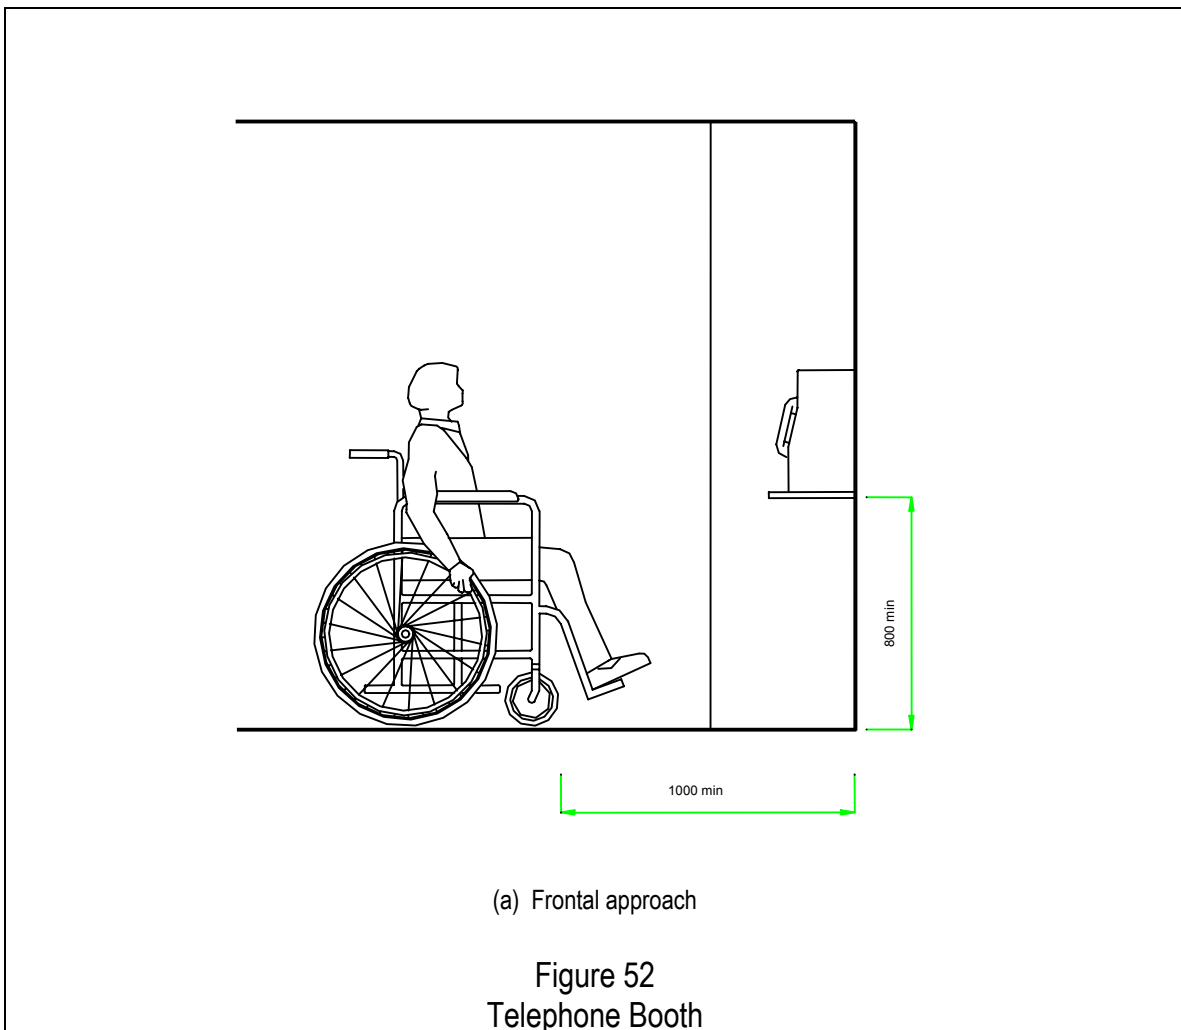 800 min
1000 min
(a) Frontal approach
Figure 52
Telephone Booth